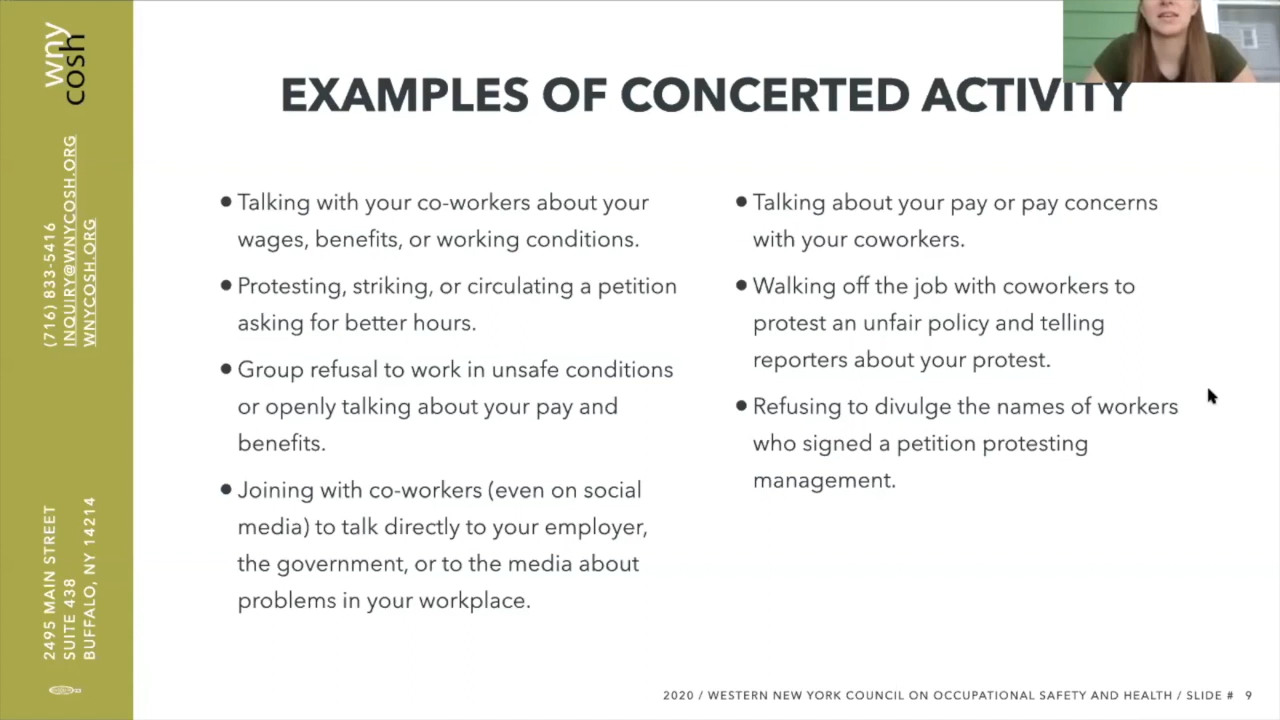 wny
cosh
(716) 833-5416
INQUIRY@WNYCOSH.ORG
WNYCOSH.ORG
2495 MAIN STREET
SUITE 438
BUFFALO, NY 14214
EXAMPLES OF CONCERTED ACTIVITY
• Talking with your co-workers about your
wages, benefits, or working conditions.
• Protesting, striking, or circulating a petition
asking for better hours.
• Group refusal to work in unsafe conditions
or openly talking about your pay and
benefits.
• Joining with co-workers (even on social
media) to talk directly to your employer,
the government, or to the media about
problems in your workplace.
• Talking about your pay or pay concerns
with your coworkers.
• Walking off the job with coworkers to
protest an unfair policy and telling
reporters about your protest.
• Refusing to divulge the names of workers
who signed a petition protesting
management.
2020 / WESTERN NEW YORK COUNCIL ON OCCUPATIONAL SAFETY AND HEALTH / SLIDE # 9